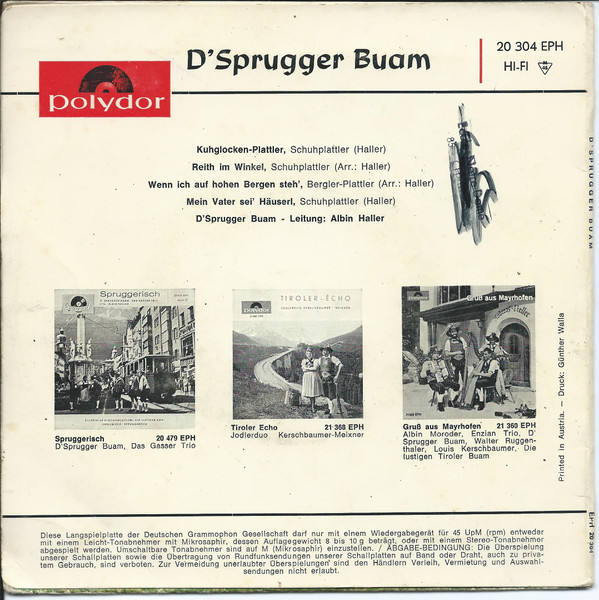 D'Sprugger Buam
20 304 EPH
HI-FI
Polydor
Kuhglocken-Plattler, Schuhplattler (Haller)
Reith im Winkel, Schuhplattler (Arr.: Haller)
Wenn ich auf hohen Bergen steh', Bergler-Plattler (Arr.: Haller)
Mein Vater sei' Häuserl, Schuhplattler (Haller)
D'Sprugger Buam - Leitung: Albin Haller
D'SPRUGGER BUAM
Spruggerisch
TIROLER-ECHO
Polydor
Gruß aus Mayrhofen
Spruggerisch 20 479 EPH
D'Sprugger Buam, Das Gasser Trio
Tiroler Echo 21 368 EPH
Jodlerduo Kerschbaumer-Meixner
Gruß aus Mayrhofen 21 360 EPH
Albin Moroder, Enzian Trio, D'
Sprugger Buam, Walter Ruggen-
thaler, Louis Kerschbaumer, Die
lustigen Tiroler Buam
Printed in Austria. — Druck: Günther Walla
EPH 20 304
Diese Langspielplatte der Deutschen Grammophon Gesellschaft darf nur mit einem Wiedergabegerät für 45 UpM (rpm) entweder
mit einem Leicht-Tonabnehmer mit Mikrosaphir, dessen Auflagegewicht 8 bis 10 g beträgt, oder mit einem Stereo-Tonabnehmer
abgespielt werden. Umschaltbare Tonabnehmer sind auf M (Mikrosaphir) einzustellen. / ABGABE-BEDINGUNG: Die Überspielung
unserer Schallplatten sowie die Übertragung von Rundfunksendungen unserer Schallplatten auf Band oder Draht, auch zu priva-
tem Gebrauch, sind verboten. Zur Vermeidung unerlaubter Überspielungen sind den Händlern Verleih, Vermietung und Auswahl-
sendungen nicht erlaubt.